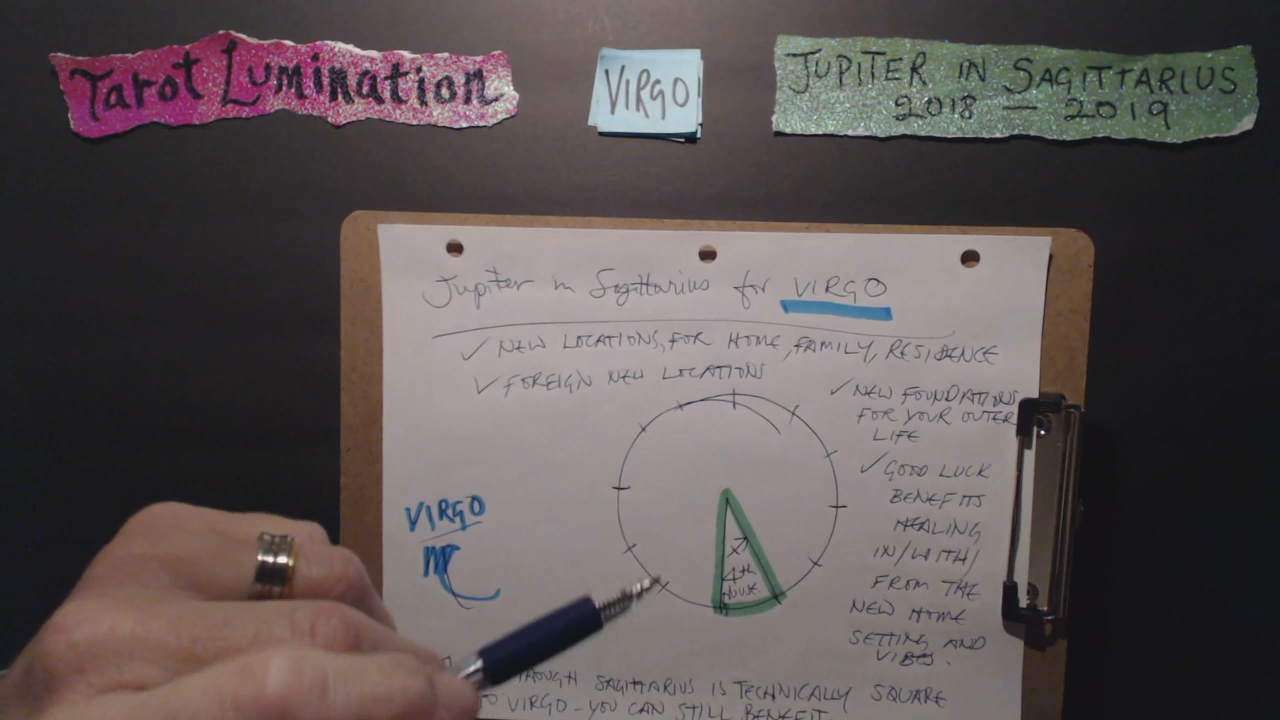 Tarot Lumination
VIRGO
JUPITER IN SAGITTARIUS
2018 — 2019
Jupiter in Sagittarius for VIRGO
✓ NEW LOCATIONS, FOR HOME, FAMILY, RESIDENCE
✓ FOREIGN NEW LOCATIONS
✓ NEW FOUNDATIONS
FOR YOUR OUTER
LIFE
✓ GOOD LUCK
BENEFITS
HEALING
IN/WITH/
FROM THE
NEW HOME
SETTING AND
VIBES.
VIRGO
♍
♐
4th
HOUSE.
SAGITTARIUS IS TECHNICALLY SQUARE
VIRGO - YOU CAN STILL BENEFIT.